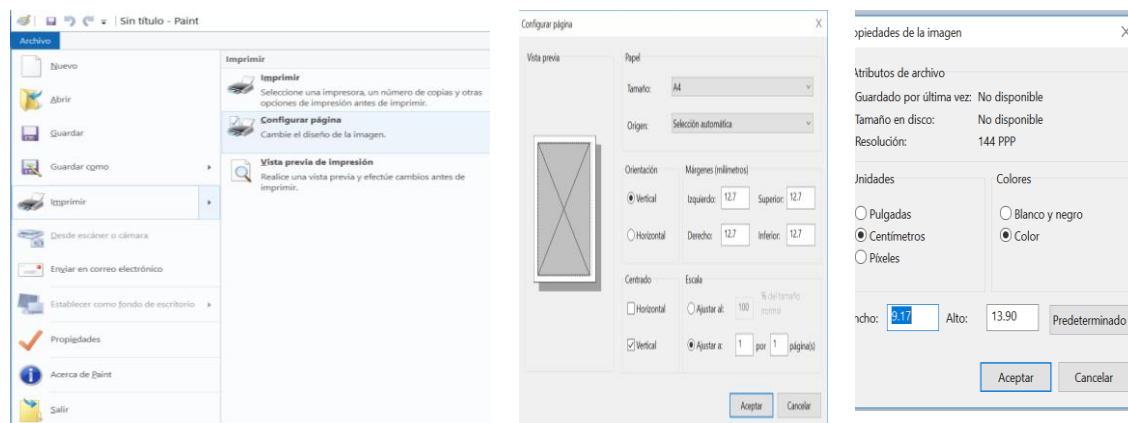 Sin título - Paint
Archivo
Nuevo
Abrir
Guardar
Guardar como
Imprimir
Desde escáner o cámara
Enviar en correo electrónico
Establecer como fondo de escritorio
Propiedades
Acerca de Paint
Salir
Imprimir
Imprimir
Seleccione una impresora, un número de copias y otras
opciones de impresión antes de imprimir.
Configurar página
Cambie el diseño de la imagen.
Vista previa de impresión
Realice una vista previa y efectúe cambios antes de
imprimir.
Configurar página X
Vista previa
Papel
Tamaño: A4
Origen: Selección automática
Orientación
Vertical
Horizontal
Márgenes (milímetros)
Izquierdo: 12.7 Superior: 12.7
Derecho: 12.7 Inferior: 12.7
Centrado
Horizontal
Vertical
Escala
Ajustar al: 100 % del tamaño
normal
Ajustar a: 1 por 1 página(s)
Aceptar Cancelar
opiedades de la imagen X
Atributos de archivo
Guardado por última vez: No disponible
Tamaño en disco: No disponible
Resolución: 144 PPP
Unidades
Pulgadas
Centímetros
Píxeles
Colores
Blanco y negro
Color
ncho: 9.17 Alto: 13.90 Predeterminado
Aceptar Cancelar